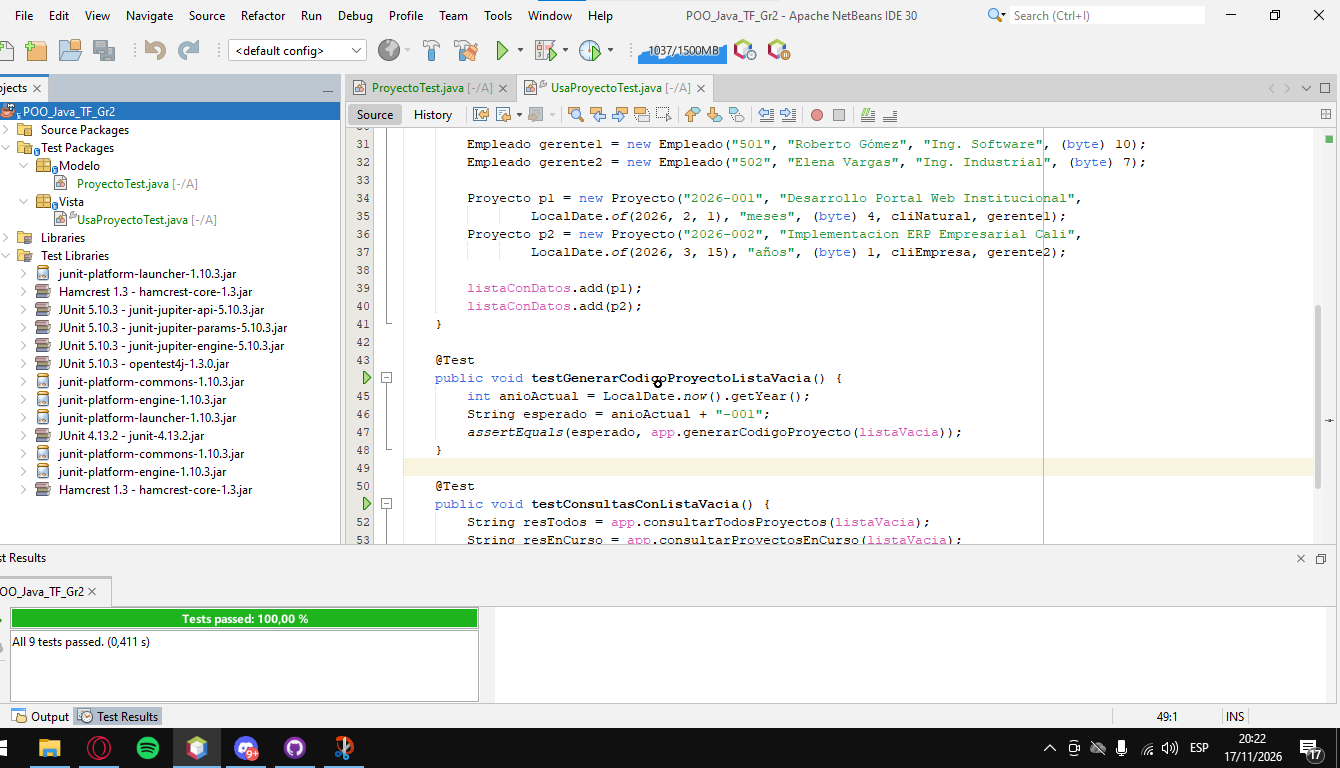 File Edit View Navigate Source Refactor Run Debug Profile Team Tools Window Help POO_Java_TF_Gr2 - Apache NetBeans IDE 30 Search (Ctrl+I)
<default config> 1037/1500MB
ojects
ProyectoTest.java [-/A] UsaProyectoTest.java [-/A]
Source History
POO_Java_TF_Gr2
Source Packages
Test Packages
Modelo
ProyectoTest.java [-/A]
Vista
UsaProyectoTest.java [-/A]
Libraries
Test Libraries
junit-platform-launcher-1.10.3.jar
Hamcrest 1.3 - hamcrest-core-1.3.jar
JUnit 5.10.3 - junit-jupiter-api-5.10.3.jar
JUnit 5.10.3 - junit-jupiter-params-5.10.3.jar
JUnit 5.10.3 - junit-jupiter-engine-5.10.3.jar
JUnit 5.10.3 - opentest4j-1.3.0.jar
junit-platform-commons-1.10.3.jar
junit-platform-engine-1.10.3.jar
junit-platform-launcher-1.10.3.jar
JUnit 4.13.2 - junit-4.13.2.jar
junit-platform-commons-1.10.3.jar
junit-platform-engine-1.10.3.jar
Hamcrest 1.3 - hamcrest-core-1.3.jar
31 Empleado gerente1 = new Empleado("501", "Roberto Gómez", "Ing. Software", (byte) 10);
32 Empleado gerente2 = new Empleado("502", "Elena Vargas", "Ing. Industrial", (byte) 7);
33
34 Proyecto p1 = new Proyecto("2026-001", "Desarrollo Portal Web Institucional",
35 LocalDate.of(2026, 2, 1), "meses", (byte) 4, cliNatural, gerente1);
36 Proyecto p2 = new Proyecto("2026-002", "Implementacion ERP Empresarial Cali",
37 LocalDate.of(2026, 3, 15), "años", (byte) 1, cliEmpresa, gerente2);
38
39 listaConDatos.add(p1);
40 listaConDatos.add(p2);
41 }
42
43 @Test
public void testGenerarCodigoProyectoListaVacia() {
45 int anioActual = LocalDate.now().getYear();
46 String esperado = anioActual + "-001";
47 assertEquals(esperado, app.generarCodigoProyecto(listaVacia));
48 }
49
50 @Test
public void testConsultasConListaVacia() {
52 String resTodos = app.consultarTodosProyectos(listaVacia);
53 String resEnCurso = app.consultarProyectosEnCurso(listaVacia);
st Results
OO_Java_TF_Gr2
Tests passed: 100,00 %
All 9 tests passed. (0,411 s)
Output Test Results 49:1 INS
9+ ESP 20:22
17/11/2026 17